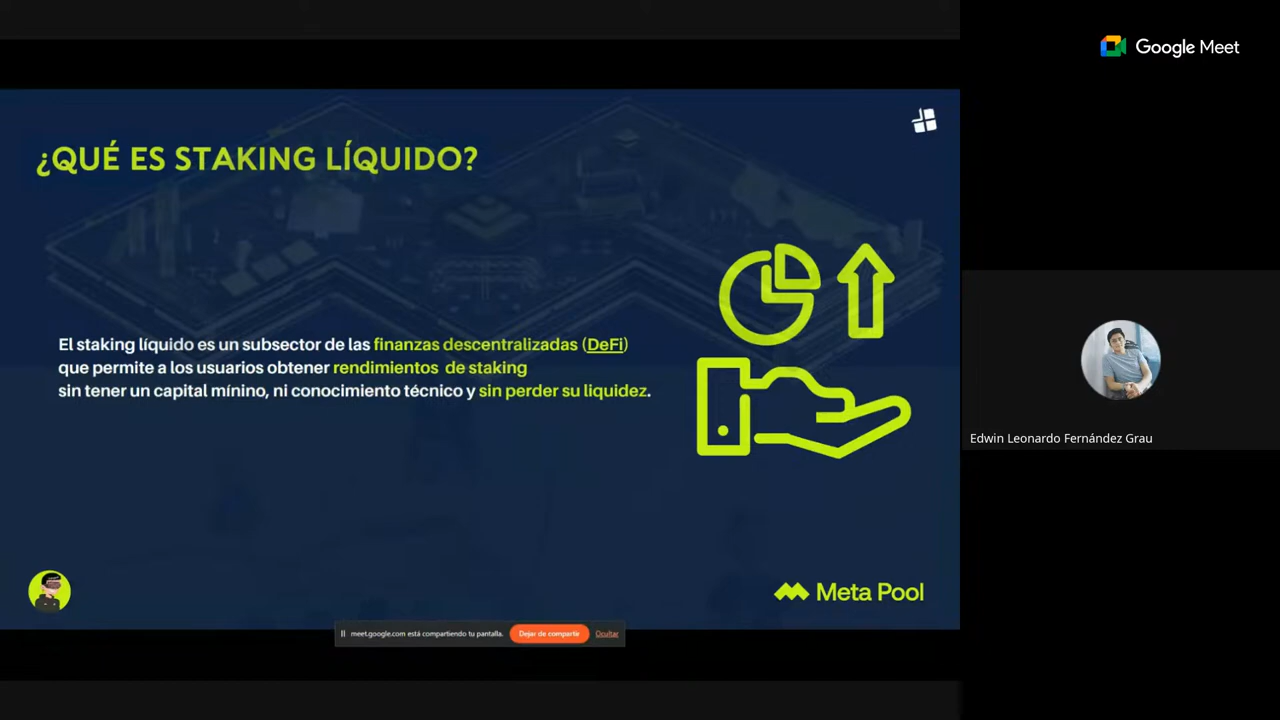 Google Meet
¿QUÉ ES STAKING LÍQUIDO?
El staking líquido es un subsector de las finanzas descentralizadas (DeFi)
que permite a los usuarios obtener rendimientos de staking
sin tener un capital mínino, ni conocimiento técnico y sin perder su liquidez.
Edwin Leonardo Fernández Grau
Meta Pool
meet.google.com está compartiendo tu pantalla. Dejar de compartir Ocultar